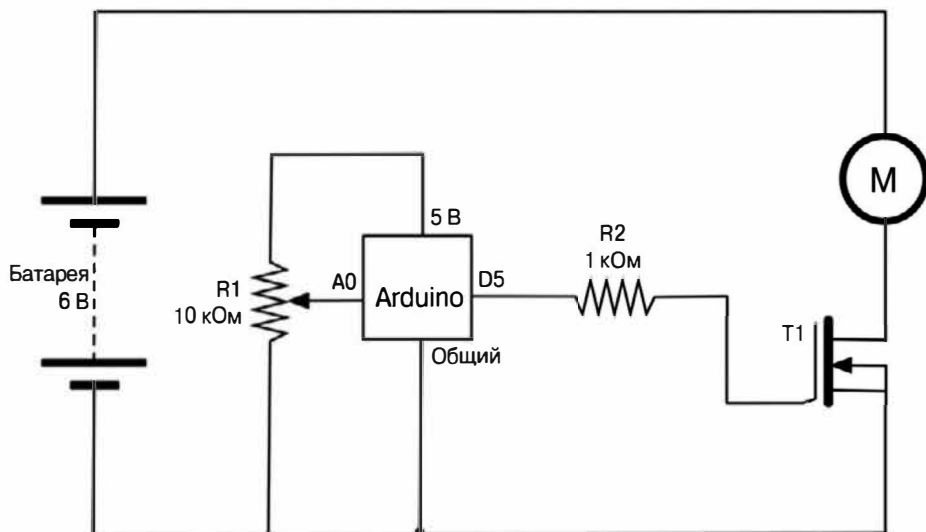 M
5 В
R2
1 кОм
Батарея
6 В
R1
10 кОм
A0
Arduino
D5
Общий
T1